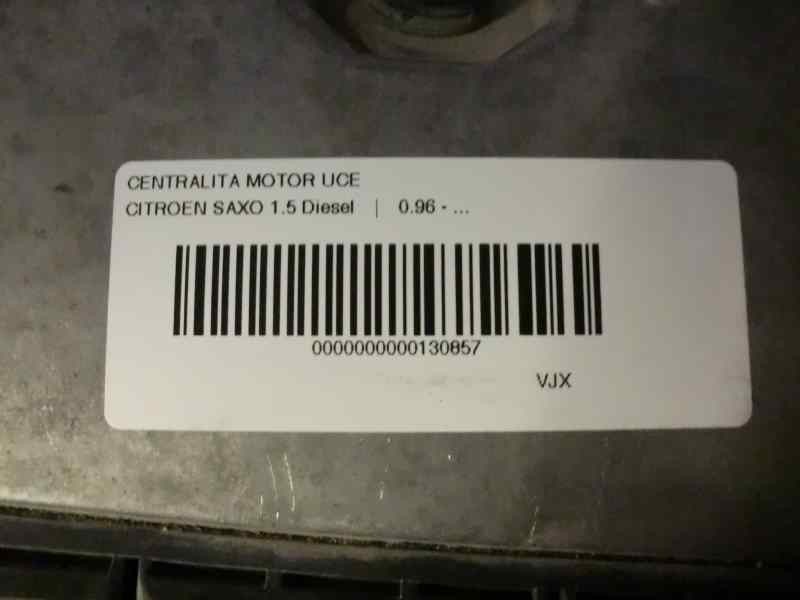 CENTRALITA MOTOR UCE
CITROEN SAXO 1.5 Diesel | 0.96 - ...
0000000000130857
VJX